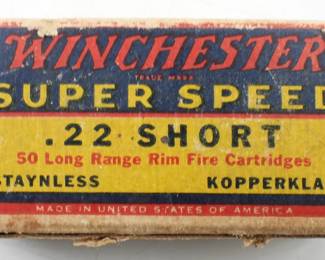 WINCHESTER
TRADE MARK
SUPER SPEED
.22 SHORT
50 Long Range Rim Fire Cartridges
STAYNLESS KOPPERKLA
MADE IN UNITED STATES OF AMERICA